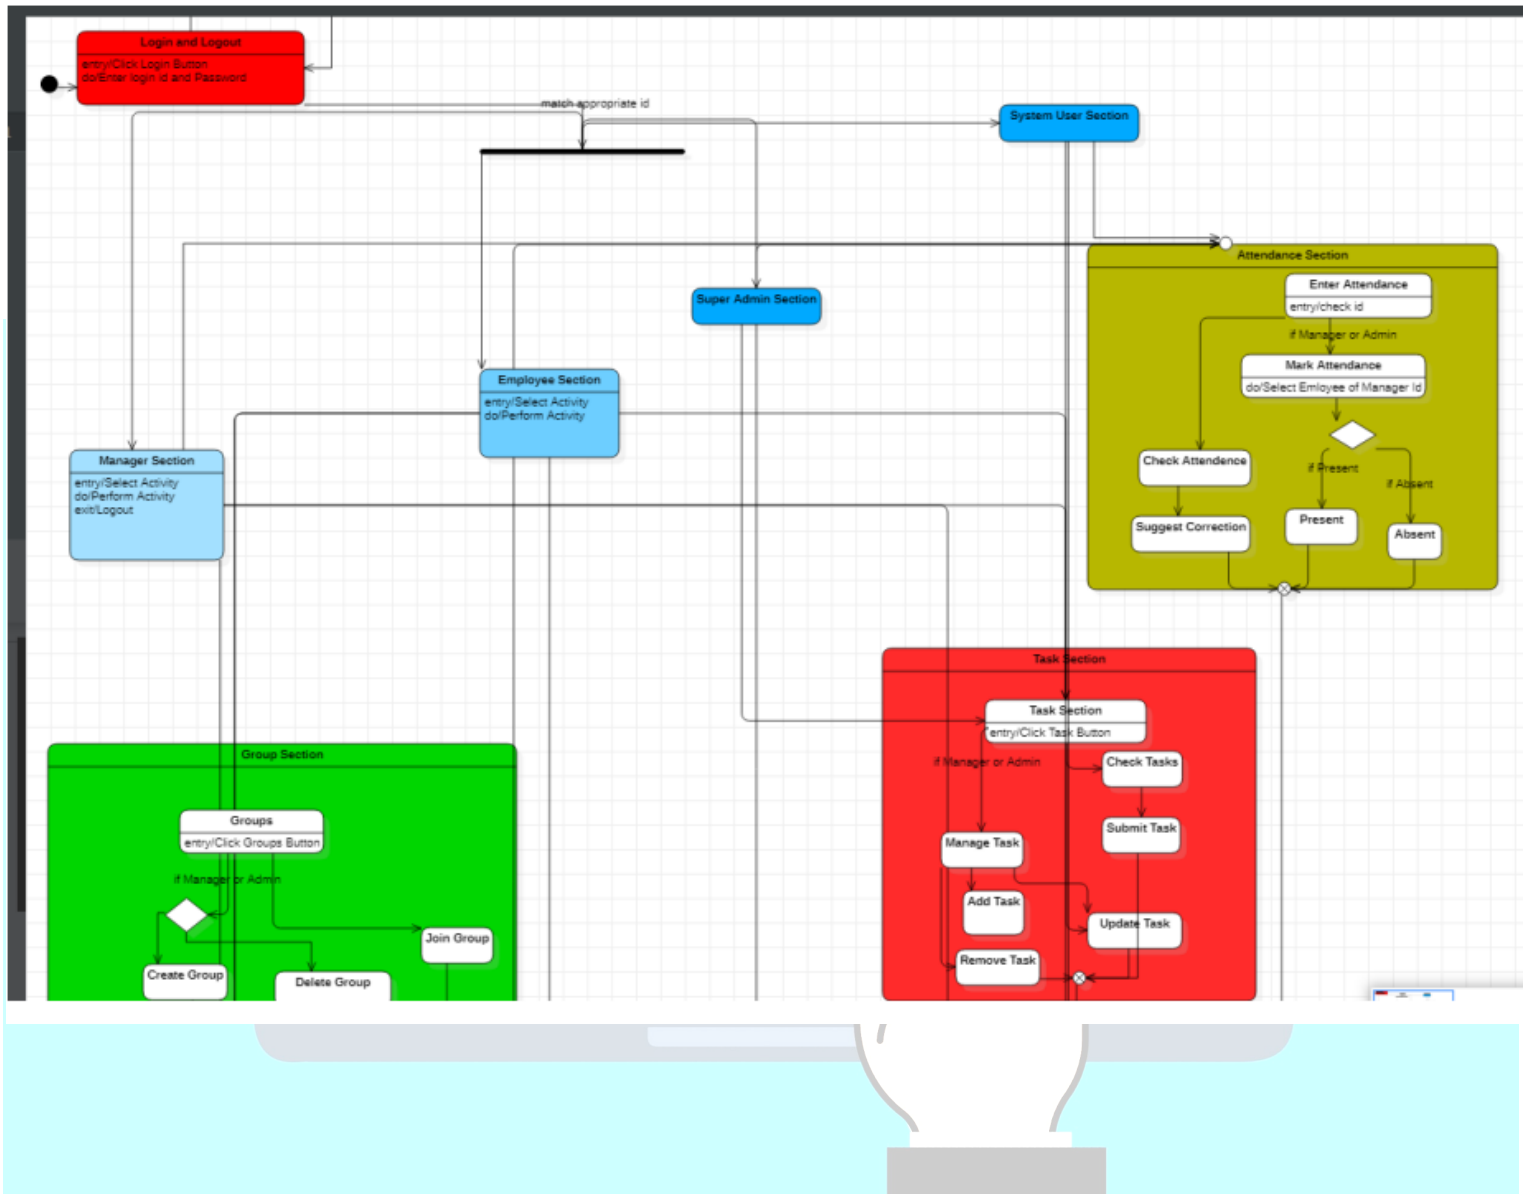 Login and Logout
entry/Click Login Button
do/Enter login id and Password
match appropriate id
System User Section
Attendance Section
Enter Attendance
entry/check id
if Manager or Admin
Mark Attendance
do/Select Emloyee of Manager Id
Check Attendence
if Present
if Absent
Suggest Correction
Present
Absent
Super Admin Section
Employee Section
entry/Select Activity
do/Perform Activity
Manager Section
entry/Select Activity
do/Perform Activity
exit/Logout
Task Section
Task Section
entry/Click Task Button
if Manager or Admin
Check Tasks
Submit Task
Manage Task
Add Task
Update Task
Remove Task
Group Section
Groups
entry/Click Groups Button
if Manager or Admin
Join Group
Create Group
Delete Group